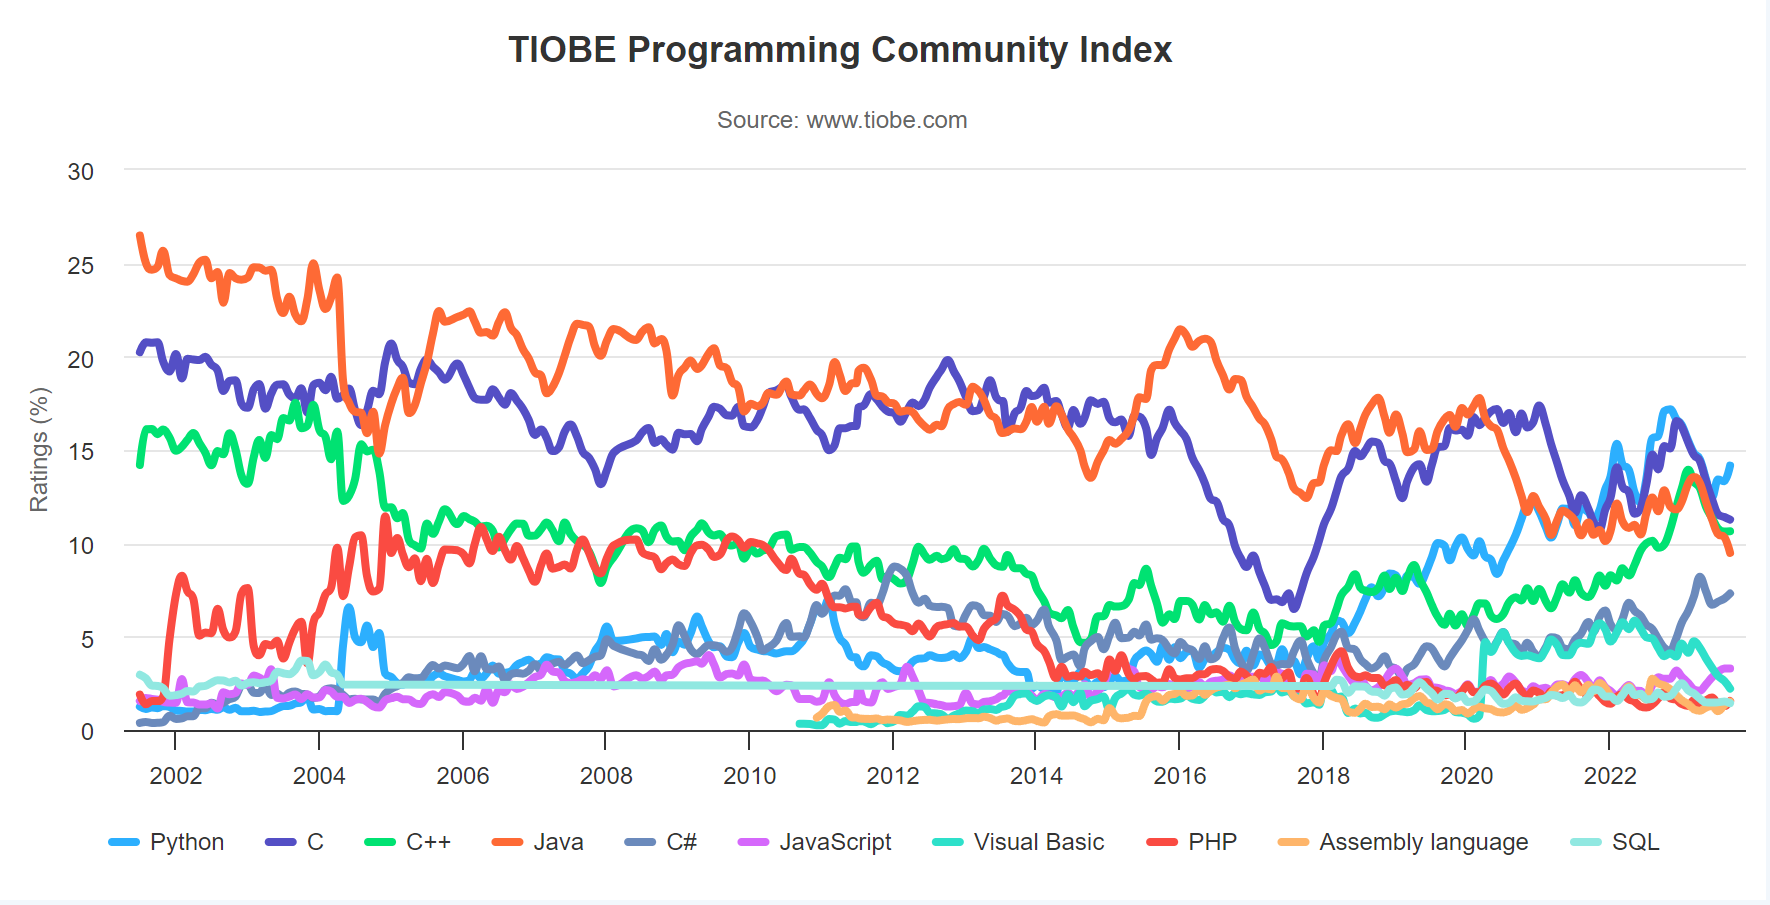 TIOBE Programming Community Index
Source: www.tiobe.com
Ratings (%)
30
25
20
15
10
5
0
2002 2004 2006 2008 2010 2012 2014 2016 2018 2020 2022
Python C C++ Java C# JavaScript Visual Basic PHP Assembly language SQL